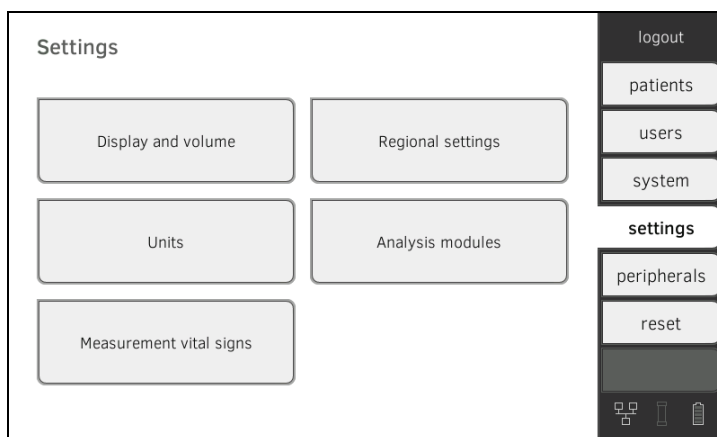 Settings
Display and volume
Regional settings
Units
Analysis modules
Measurement vital signs
logout
patients
users
system
settings
peripherals
reset